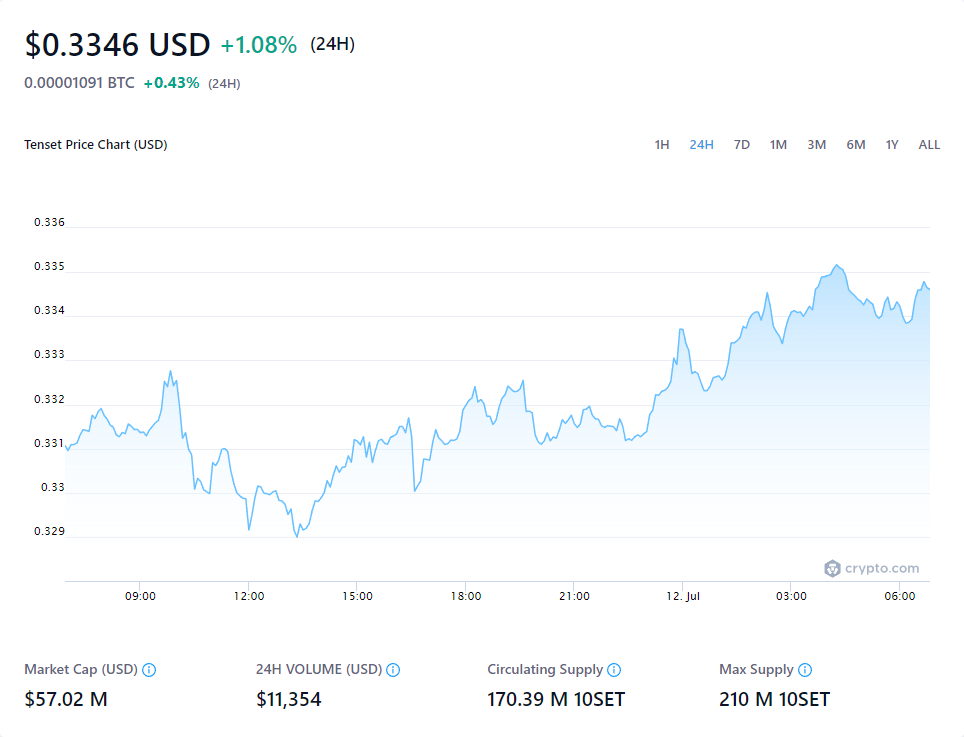 $0.3346 USD +1.08% (24H)
0.00001091 BTC +0.43% (24H)
Tenset Price Chart (USD) 1H 24H 7D 1M 3M 6M 1Y ALL
0.336
0.335
0.334
0.333
0.332
0.331
0.33
0.329
crypto.com
09:00 12:00 15:00 18:00 21:00 12. Jul 03:00 06:00
Market Cap (USD) 24H VOLUME (USD) Circulating Supply Max Supply
$57.02 M $11,354 170.39 M 10SET 210 M 10SET